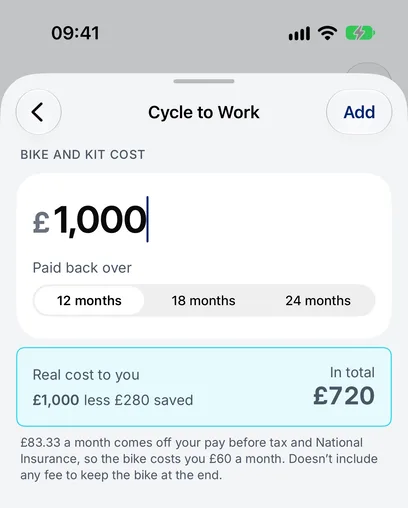 09:41
Cycle to Work
Add
BIKE AND KIT COST
£1,000
Paid back over
12 months
18 months
24 months
Real cost to you
£1,000 less £280 saved
In total
£720
£83.33 a month comes off your pay before tax and National
Insurance, so the bike costs you £60 a month. Doesn’t include
any fee to keep the bike at the end.